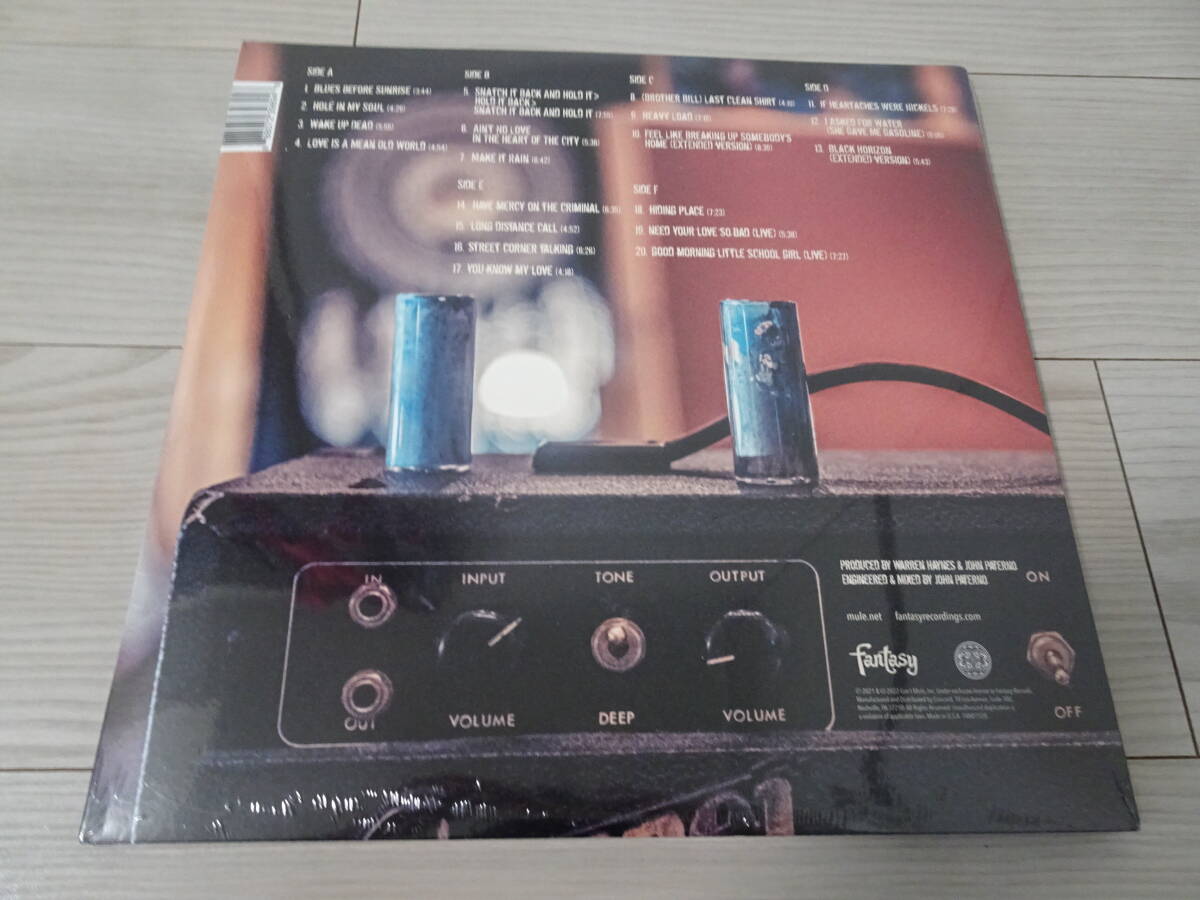 SIDE A
1. BLUES BEFORE SUNRISE (3:44)
2. HOLE IN MY SOUL (4:26)
3. WAKE UP DEAD (5:55)
4. LOVE IS A MEAN OLD WORLD (4:54)
SIDE B
5. SNATCH IT BACK AND HOLD IT>
HOLD IT BACK>
SNATCH IT BACK AND HOLD IT (7:55)
6. AIN'T NO LOVE
IN THE HEART OF THE CITY (5:36)
7. MAKE IT RAIN (6:42)
SIDE C
8. (BROTHER BILL) LAST CLEAN SHIRT
9. HEAVY LOAD
10. FEEL LIKE BREAKING UP SOMEBODY'S
HOME (EXTENDED VERSION) (8:35)
SIDE D
11. IF HEARTACHES WERE NICKELS
12. I ASKED FOR WATER
(SHE GAVE ME GASOLINE)
13. BLACK HORIZON
(EXTENDED VERSION) (5:43)
SIDE E
14. HAVE MERCY ON THE CRIMINAL (6:35)
15. LONG DISTANCE CALL (4:52)
16. STREET CORNER TALKING (6:26)
17. YOU KNOW MY LOVE (4:18)
SIDE F
18. HIDING PLACE (7:23)
19. NEED YOUR LOVE SO BAD (LIVE) (5:38)
20. GOOD MORNING LITTLE SCHOOL GIRL (LIVE) (7:27)
IN
INPUT
TONE
OUTPUT
OUT
VOLUME
DEEP
VOLUME
PRODUCED BY WARREN HAYNES & JOHN PATERNO
ENGINEERED & MIXED BY JOHN PATERNO
ON
mule.net fantasyrecordings.com
fantasy
OFF